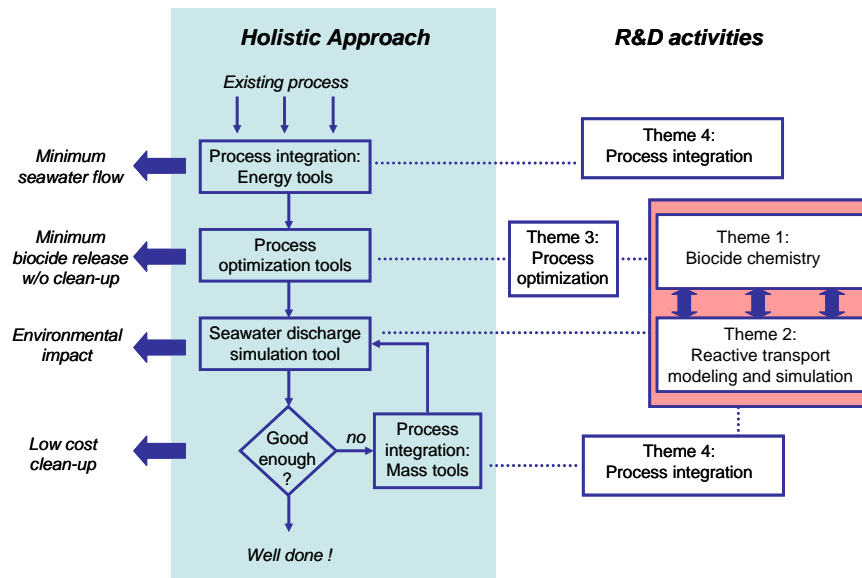 Holistic Approach
R&D activities
Existing process
Minimum
seawater flow
Process integration:
Energy tools
Theme 4:
Process integration
Minimum
biocide release
w/o clean-up
Process
optimization tools
Theme 3:
Process
optimization
Theme 1:
Biocide chemistry
Environmental
impact
Seawater discharge
simulation tool
Theme 2:
Reactive transport
modeling and simulation
Low cost
clean-up
Good
enough
?
no
Process
integration:
Mass tools
Theme 4:
Process integration
Well done !